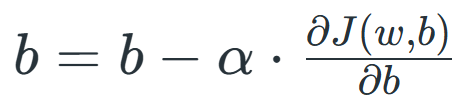 b = b − α · ∂J(w,b)/∂b